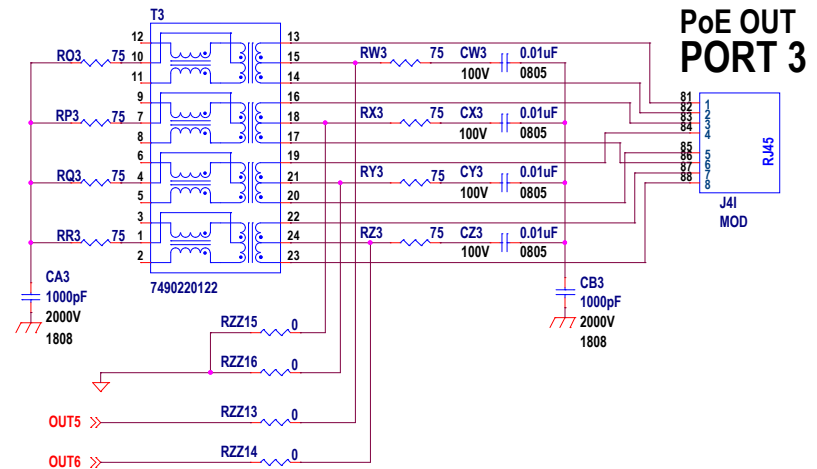 T3
PoE OUT
PORT 3
12 13
RO3 75 10 15 RW3 75 CW3 0.01uF
11 14 100V 0805
9 16
RP3 75 7 18 RX3 75 CX3 0.01uF
8 17 100V 0805
6 19
RQ3 75 4 21 RY3 75 CY3 0.01uF
5 20 100V 0805
3 22
RR3 75 1 24 RZ3 75 CZ3 0.01uF
2 23 100V 0805
7490220122
81 1
82 2
83 3
84 4
85 5
86 6
87 7
88 8
RJ45
J4I
MOD
CA3
1000pF
2000V
1808
CB3
1000pF
2000V
1808
RZZ15 0
RZZ16 0
OUT5 RZZ13 0
OUT6 RZZ14 0